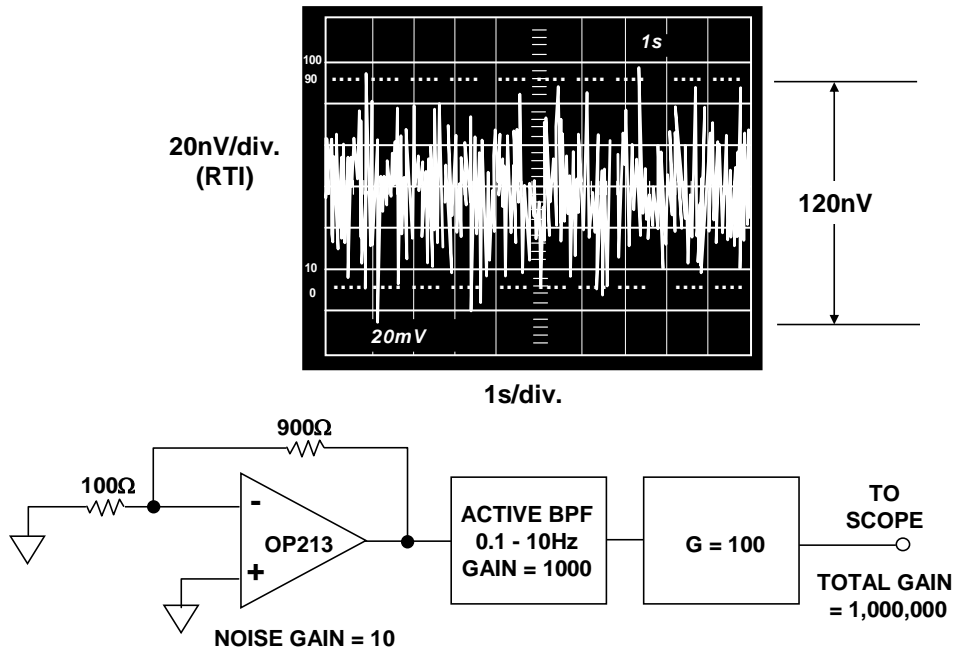 1s
100
90
20nV/div.
(RTI)
120nV
10
0
20mV
1s/div.
900Ω
100Ω
-
OP213
+
NOISE GAIN = 10
ACTIVE BPF
0.1 - 10Hz
GAIN = 1000
G = 100
TO
SCOPE
TOTAL GAIN
= 1,000,000